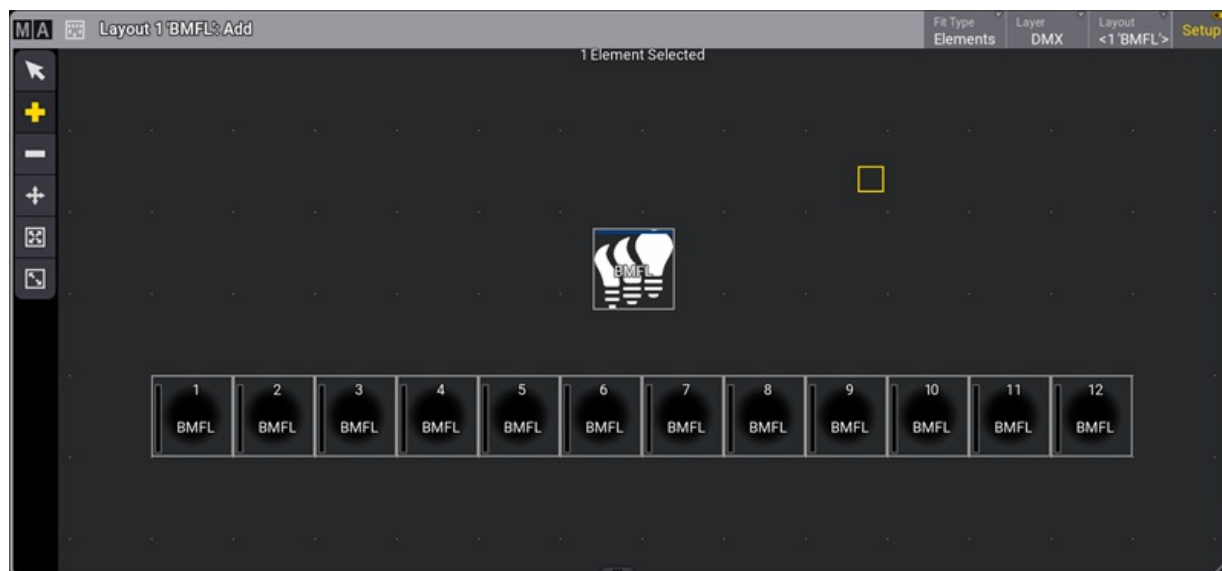 MA Layout 1 'BMFL': Add
Fit Type Layer Layout
Elements DMX <1 'BMFL'> Setup
1 Element Selected
BMFL
1 2 3 4 5 6 7 8 9 10 11 12
BMFL BMFL BMFL BMFL BMFL BMFL BMFL BMFL BMFL BMFL BMFL BMFL